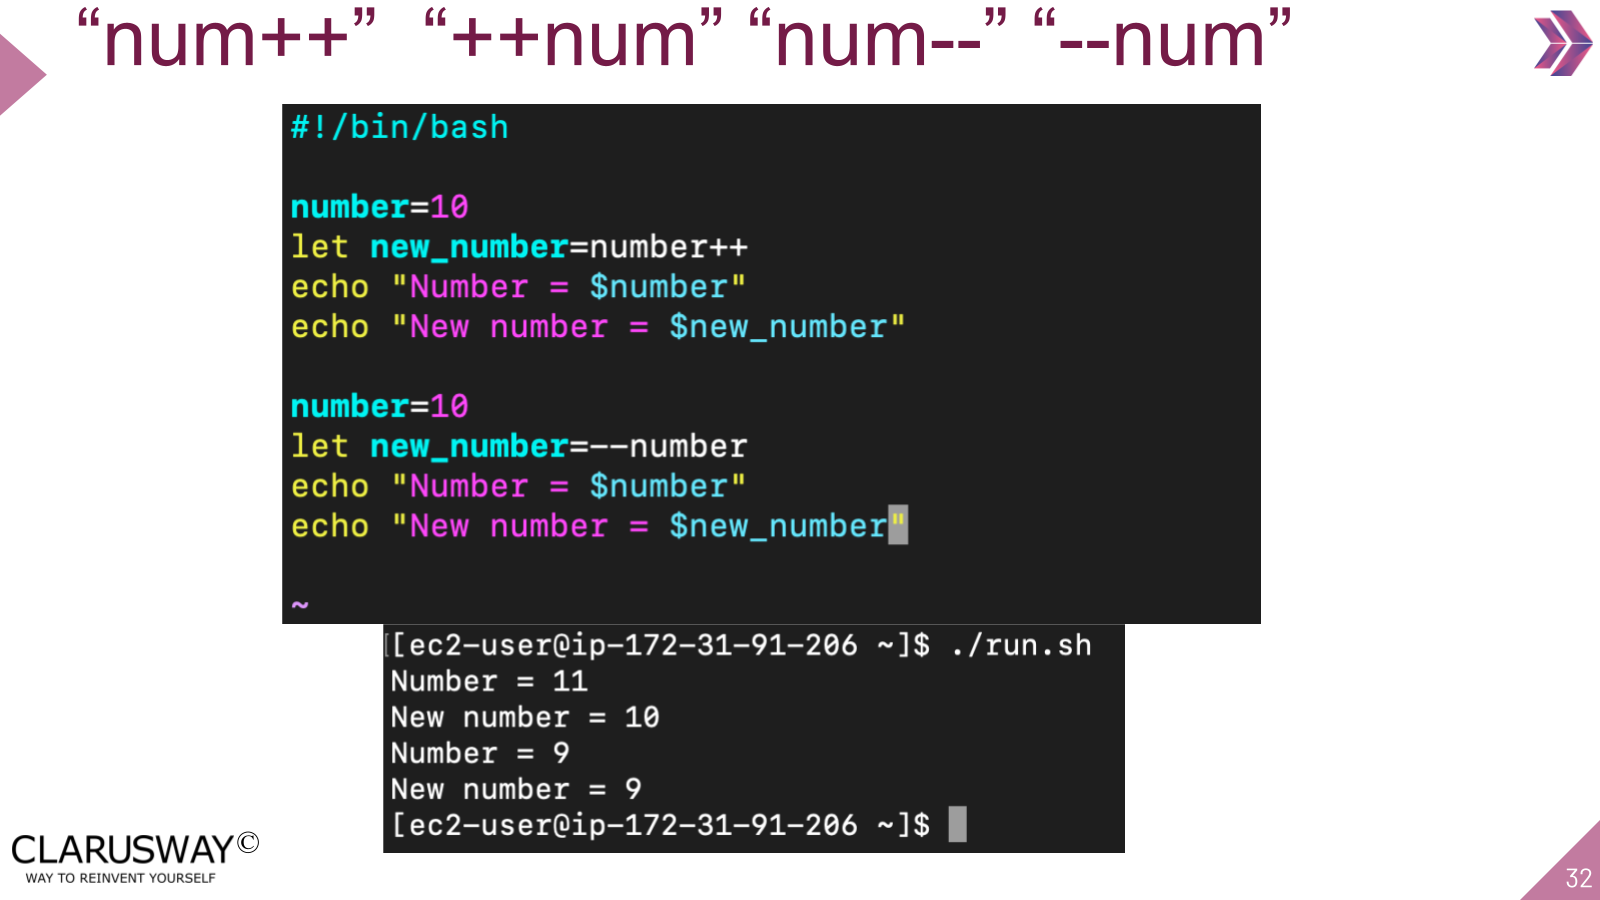 “num++” “++num” “num--” “--num”
#!/bin/bash
number=10
let new_number=number++
echo "Number = $number"
echo "New number = $new_number"
number=10
let new_number=--number
echo "Number = $number"
echo "New number = $new_number"
~
[[ec2-user@ip-172-31-91-206 ~]$ ./run.sh
Number = 11
New number = 10
Number = 9
New number = 9
[ec2-user@ip-172-31-91-206 ~]$
CLARUSWAY©
WAY TO REINVENT YOURSELF
32